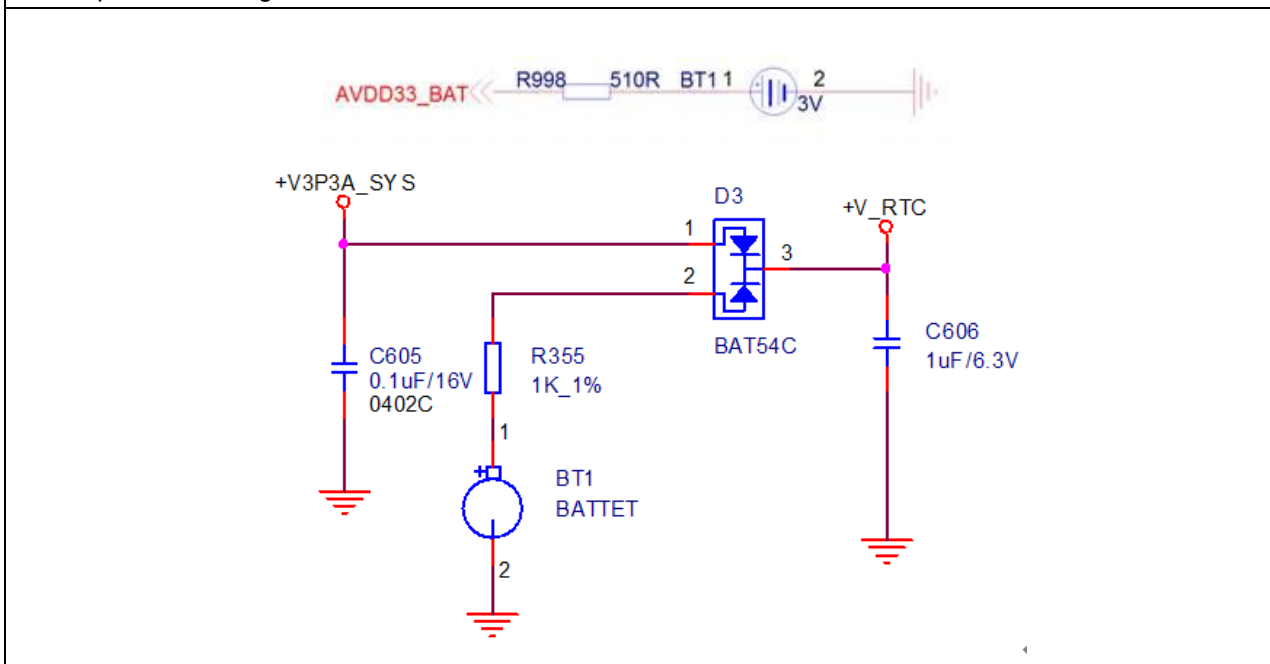 AVDD33_BAT R998 510R BT1 1 2
3V
+V3P3A_SYS
D3
+V_RTC
1
3
2
BAT54C
C605
0.1uF/16V
0402C
R355
1K_1%
C606
1uF/6.3V
1
BT1
BATTET
2